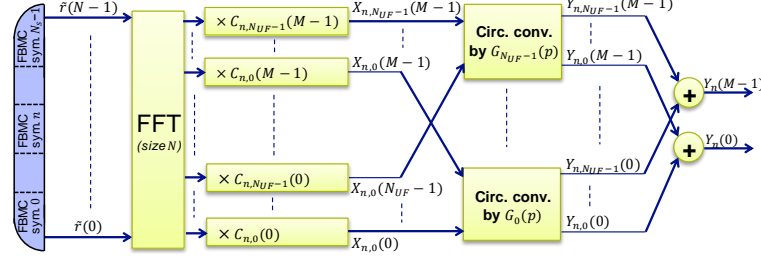 FBMC sym. N_s−1
FBMC sym. n
FBMC sym. 0
r̃(N − 1)
r̃(0)
FFT
(size N)
× C_{n,N_{UF}−1}(M − 1)
× C_{n,0}(M − 1)
× C_{n,N_{UF}−1}(0)
× C_{n,0}(0)
X_{n,N_{UF}−1}(M − 1)
X_{n,0}(M − 1)
X_{n,0}(N_{UF} − 1)
X_{n,0}(0)
Circ. conv.
by G_{N_{UF}−1}(p)
Circ. conv.
by G_0(p)
Y_{n,N_{UF}−1}(M − 1)
Y_{n,0}(M − 1)
Y_{n,N_{UF}−1}(0)
Y_{n,0}(0)
+
+
Y_n(M − 1)
Y_n(0)